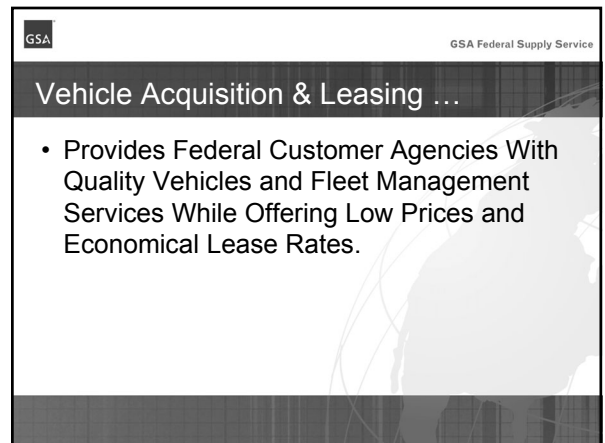 GSA
GSA Federal Supply Service
Vehicle Acquisition & Leasing …
• Provides Federal Customer Agencies With
Quality Vehicles and Fleet Management
Services While Offering Low Prices and
Economical Lease Rates.